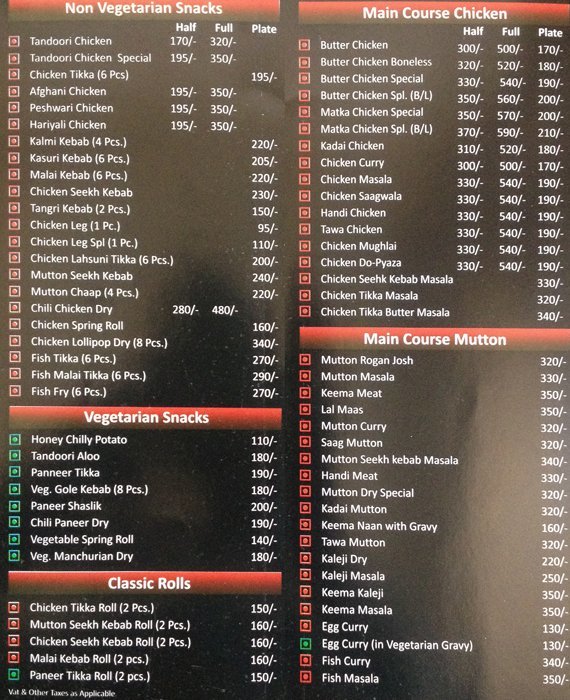 Non Vegetarian Snacks
Half Full Plate
Tandoori Chicken 170/- 320/-
Tandoori Chicken Special 195/- 350/-
Chicken Tikka (6 Pcs) 195/-
Afghani Chicken 195/- 350/-
Peshwari Chicken 195/- 350/-
Hariyali Chicken 195/- 350/-
Kalmi Kebab (4 Pcs.) 220/-
Kasuri Kebab (6 Pcs.) 205/-
Malai Kebab (6 Pcs.) 220/-
Chicken Seekh Kebab 230/-
Tangri Kebab (2 Pcs.) 150/-
Chicken Leg (1 Pc.) 95/-
Chicken Leg Spl (1 Pc.) 110/-
Chicken Lahsuni Tikka (6 Pcs.) 200/-
Mutton Seekh Kebab 240/-
Mutton Chaap (4 Pcs.) 220/-
Chili Chicken Dry 280/- 480/-
Chicken Spring Roll 160/-
Chicken Lollipop Dry (8 Pcs.) 340/-
Fish Tikka (6 Pcs.) 270/-
Fish Malai Tikka (6 Pcs.) 290/-
Fish Fry (6 Pcs.) 270/-
Vegetarian Snacks
Honey Chilly Potato 110/-
Tandoori Aloo 180/-
Panneer Tikka 190/-
Veg. Gole Kebab (8 Pcs.) 180/-
Paneer Shaslik 200/-
Chili Paneer Dry 190/-
Vegetable Spring Roll 140/-
Veg. Manchurian Dry 180/-
Classic Rolls
Chicken Tikka Roll (2 Pcs.) 150/-
Mutton Seekh Kebab Roll (2 Pcs.) 160/-
Chicken Seekh Kebab Roll (2 Pcs.) 160/-
Malai Kebab Roll (2 pcs.) 160/-
Paneer Tikka Roll (2 pcs.) 150/-
Vat & Other Taxes as Applicable
Main Course Chicken
Half Full Plate
Butter Chicken 300/- 500/- 170/-
Butter Chicken Boneless 320/- 520/- 180/-
Butter Chicken Special 330/- 540/- 190/-
Butter Chicken Spl. (B/L) 350/- 560/- 200/-
Matka Chicken Special 350/- 570/- 200/-
Matka Chicken Spl. (B/L) 370/- 590/- 210/-
Kadai Chicken 310/- 520/- 180/-
Chicken Curry 300/- 500/- 170/-
Chicken Masala 330/- 540/- 190/-
Chicken Saagwala 330/- 540/- 190/-
Handi Chicken 330/- 540/- 190/-
Tawa Chicken 330/- 540/- 190/-
Chicken Mughlai 330/- 540/- 190/-
Chicken Do-Pyaza 330/- 540/- 190/-
Chicken Seehk Kebab Masala 330/-
Chicken Tikka Masala 320/-
Chicken Tikka Butter Masala 340/-
Main Course Mutton
Mutton Rogan Josh 320/-
Mutton Masala 330/-
Keema Meat 350/-
Lal Maas 350/-
Mutton Curry 320/-
Saag Mutton 320/-
Mutton Seekh kebab Masala 340/-
Handi Meat 330/-
Mutton Dry Special 320/-
Kadai Mutton 320/-
Keema Naan with Gravy 160/-
Tawa Mutton 320/-
Kaleji Dry 220/-
Kaleji Masala 250/-
Keema Kaleji 350/-
Keema Masala 350/-
Egg Curry 130/-
Egg Curry (in Vegetarian Gravy) 130/-
Fish Curry 340/-
Fish Masala 350/-